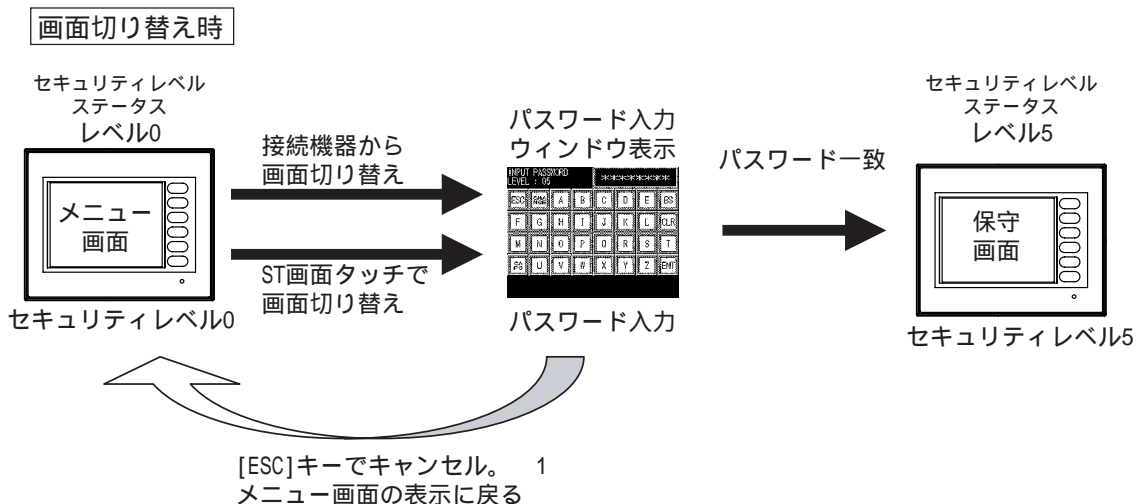 画面切り替え時
セキュリティレベル
ステータス
レベル0
メニュー
画面
セキュリティレベル0
接続機器から
画面切り替え
ST画面タッチで
画面切り替え
パスワード入力
ウィンドウ表示
INPUT PASSWORD
LEVEL : 05
**********
ESC A B C D E BS
F G H I J K L CLR
M N O P Q R S T
U V W X Y Z ENT
パスワード入力
パスワード一致
セキュリティレベル
ステータス
レベル5
保守
画面
セキュリティレベル5
[ESC]キーでキャンセル。 1
メニュー画面の表示に戻る